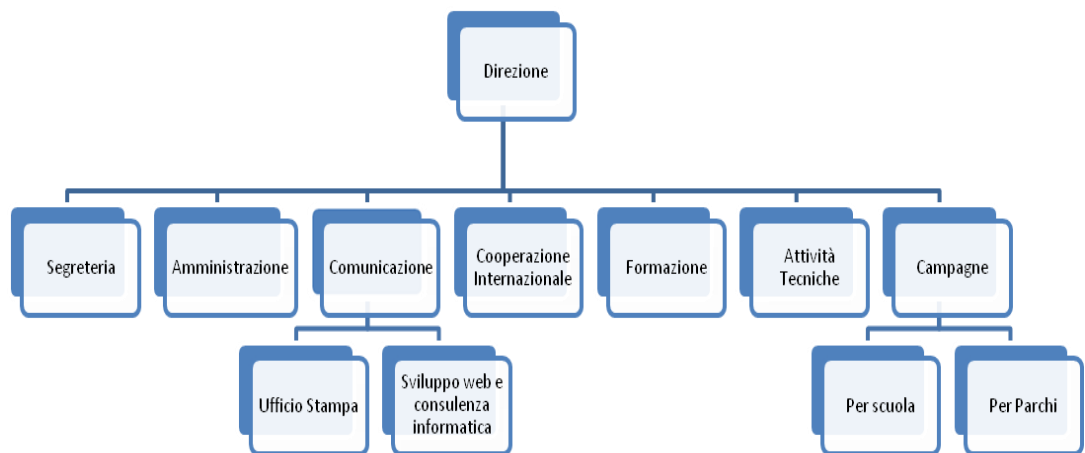 Direzione
Segreteria
Amministrazione
Comunicazione
Cooperazione
Internazionale
Formazione
Attività
Tecniche
Campagne
Ufficio Stampa
Sviluppo web e
consulenza
informatica
Per scuola
Per Parchi